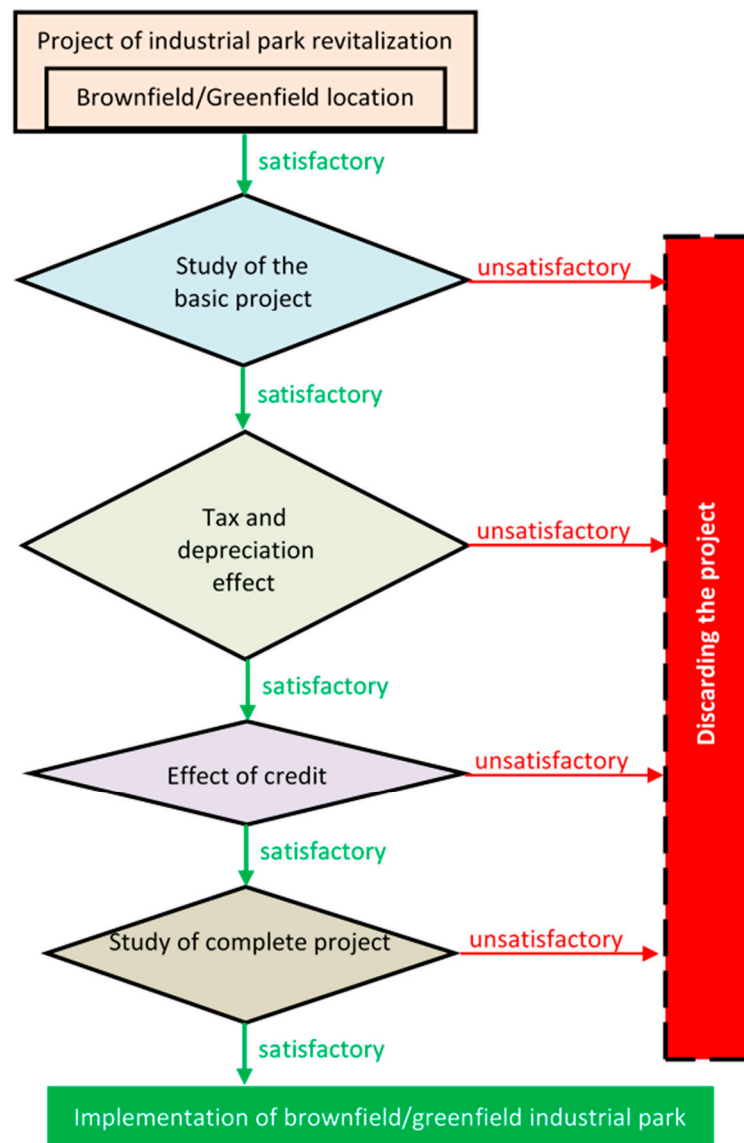 Project of industrial park revitalization
Brownfield/Greenfield location
satisfactory
Study of the
basic project
unsatisfactory
satisfactory
Tax and
depreciation
effect
unsatisfactory
Discarding the project
satisfactory
Effect of credit
unsatisfactory
satisfactory
Study of complete project
unsatisfactory
satisfactory
Implementation of brownfield/greenfield industrial park